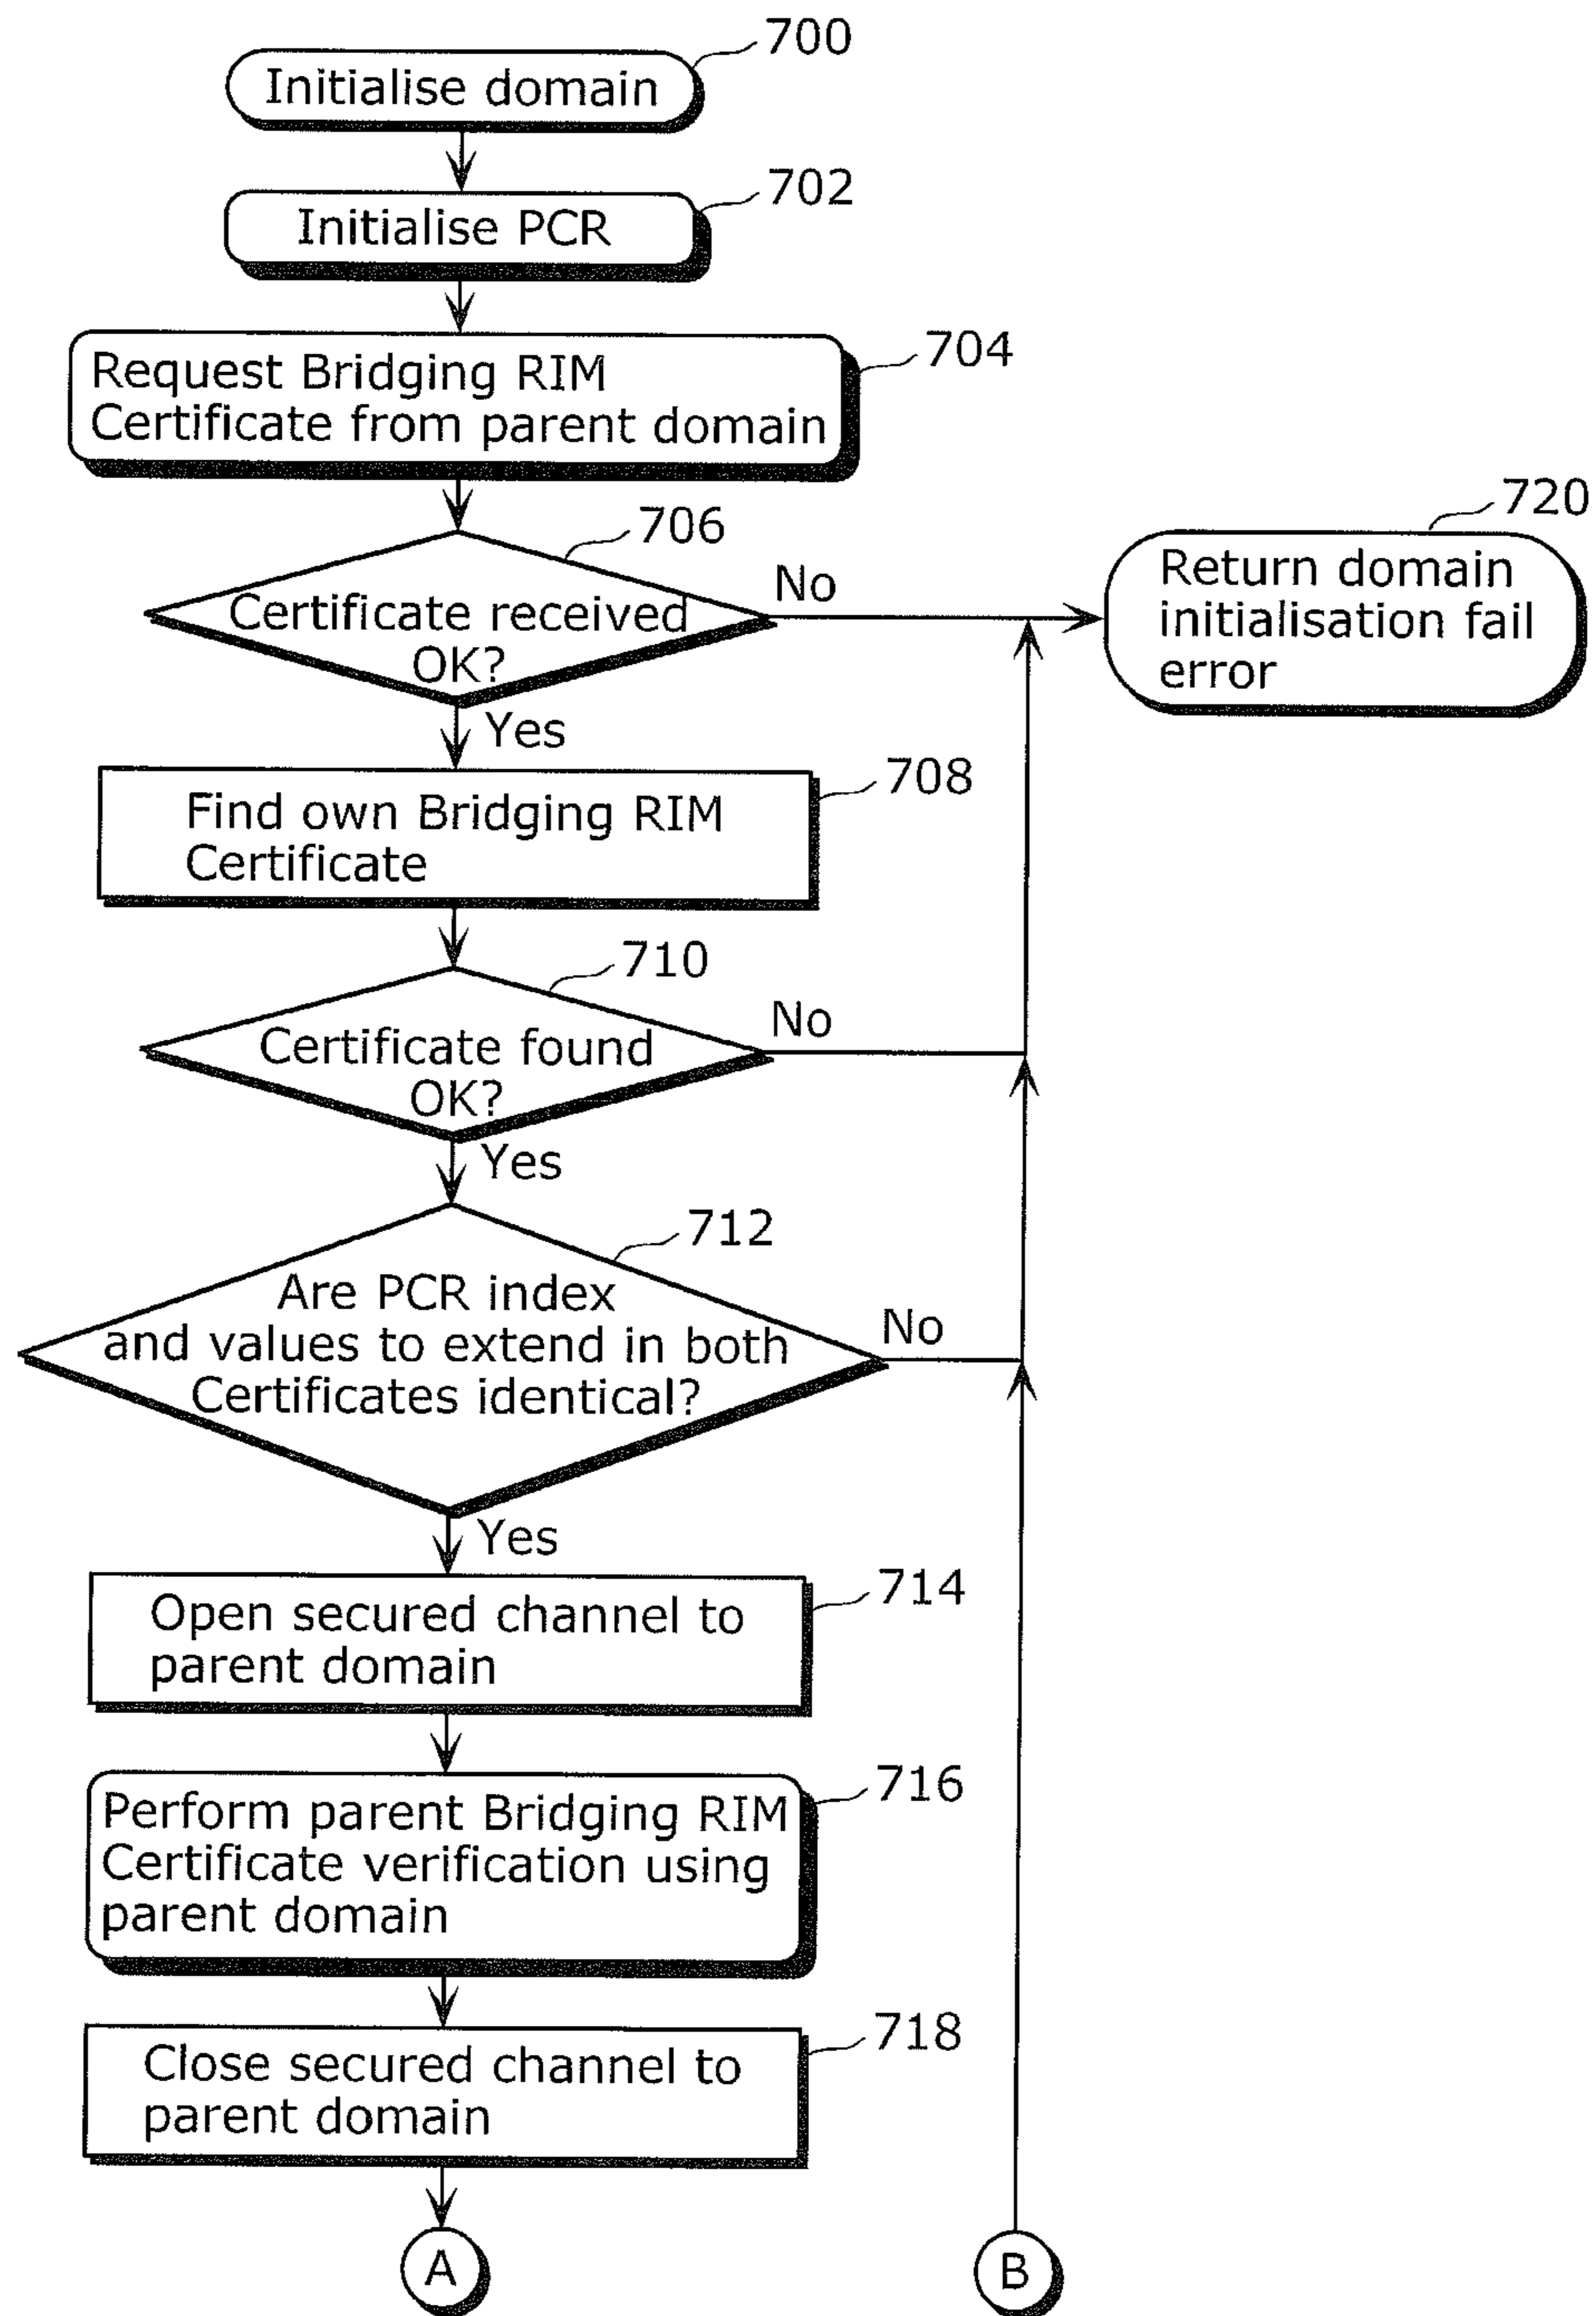 700
Initialise domain
702
Initialise PCR
704
Request Bridging RIM
Certificate from parent domain
706
720
Certificate received
OK?
No
Return domain
initialisation fail
error
Yes
708
Find own Bridging RIM
Certificate
710
Certificate found
OK?
No
Yes
712
Are PCR index
and values to extend in both
Certificates identical?
No
Yes
714
Open secured channel to
parent domain
716
Perform parent Bridging RIM
Certificate verification using
parent domain
718
Close secured channel to
parent domain
A
B